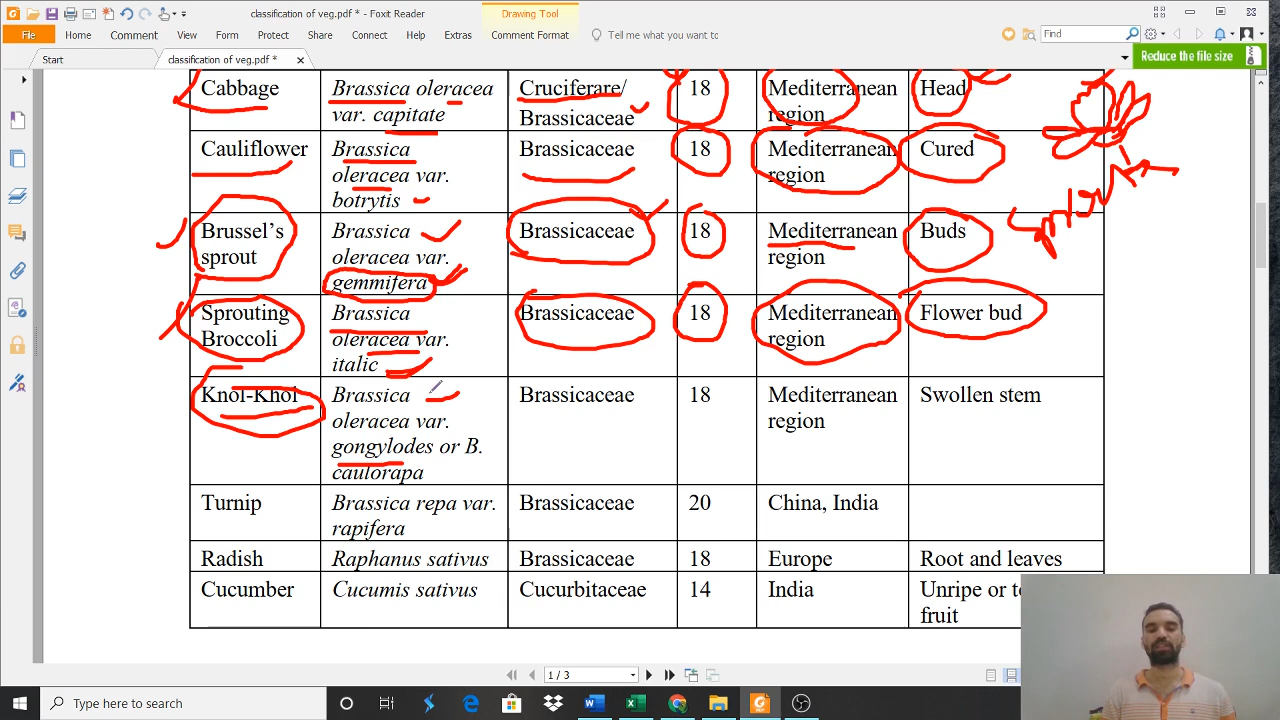 classification of veg.pdf * - Foxit Reader
Drawing Tool
File Home Comment View Form Protect Share Connect Help Extras Comment Format Tell me what you want to Find
Start classification of veg.pdf * Reduce the file size
Cabbage Brassica oleracea Cruciferare/ 18 Mediterranean Head
var. capitate Brassicaceae region
Cauliflower Brassica Brassicaceae 18 Mediterranean Cured
oleracea var. region
botrytis
Brussel's Brassica Brassicaceae 18 Mediterranean Buds
sprout oleracea var. region
gemmifera
Sprouting Brassica Brassicaceae 18 Mediterranean Flower bud
Broccoli oleracea var. region
italic
Knol-Khol Brassica Brassicaceae 18 Mediterranean Swollen stem
oleracea var. region
gongylodes or B.
caulorapa
Turnip Brassica repa var. Brassicaceae 20 China, India
rapifera
Radish Raphanus sativus Brassicaceae 18 Europe Root and leaves
Cucumber Cucumis sativus Cucurbitaceae 14 India Unripe or
fruit
1 / 3
Type here to search